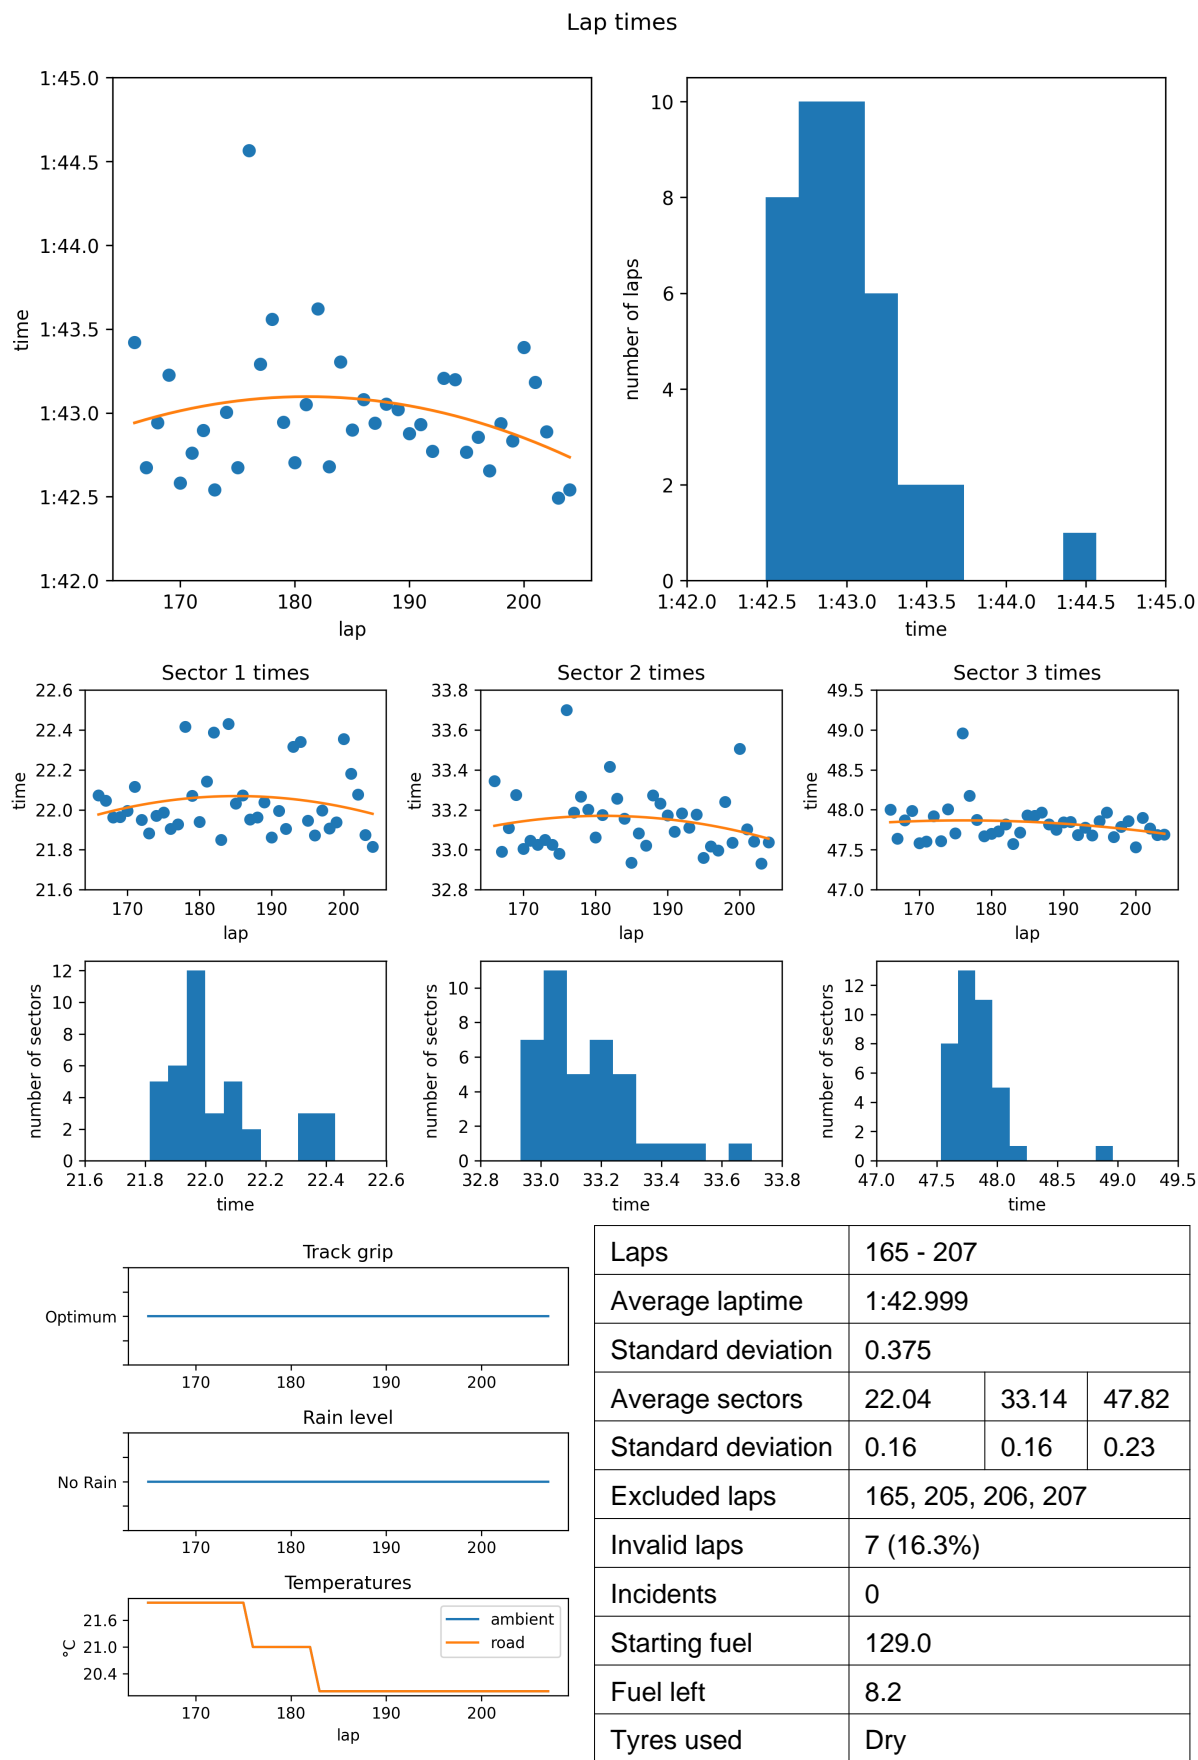 Lap times
1:45.0
1:44.5
1:44.0
1:43.5
1:43.0
1:42.5
1:42.0
time
170 180 190 200
lap
10
8
6
4
2
0
number of laps
1:42.0 1:42.5 1:43.0 1:43.5 1:44.0 1:44.5 1:45.0
time
Sector 1 times
22.6
22.4
22.2
22.0
21.8
21.6
time
170 180 190 200
lap
Sector 2 times
33.8
33.6
33.4
33.2
33.0
32.8
time
170 180 190 200
lap
Sector 3 times
49.5
49.0
48.5
48.0
47.5
47.0
time
170 180 190 200
lap
12
10
8
6
4
2
0
number of sectors
21.6 21.8 22.0 22.2 22.4 22.6
time
10
8
6
4
2
0
number of sectors
32.8 33.0 33.2 33.4 33.6 33.8
time
12
10
8
6
4
2
0
number of sectors
47.0 47.5 48.0 48.5 49.0 49.5
time
Track grip
Optimum
170 180 190 200
Rain level
No Rain
170 180 190 200
Temperatures
21.6
21.0
20.4
°C
ambient
road
170 180 190 200
lap
Laps 165 - 207
Average laptime 1:42.999
Standard deviation 0.375
Average sectors 22.04 33.14 47.82
Standard deviation 0.16 0.16 0.23
Excluded laps 165, 205, 206, 207
Invalid laps 7 (16.3%)
Incidents 0
Starting fuel 129.0
Fuel left 8.2
Tyres used Dry